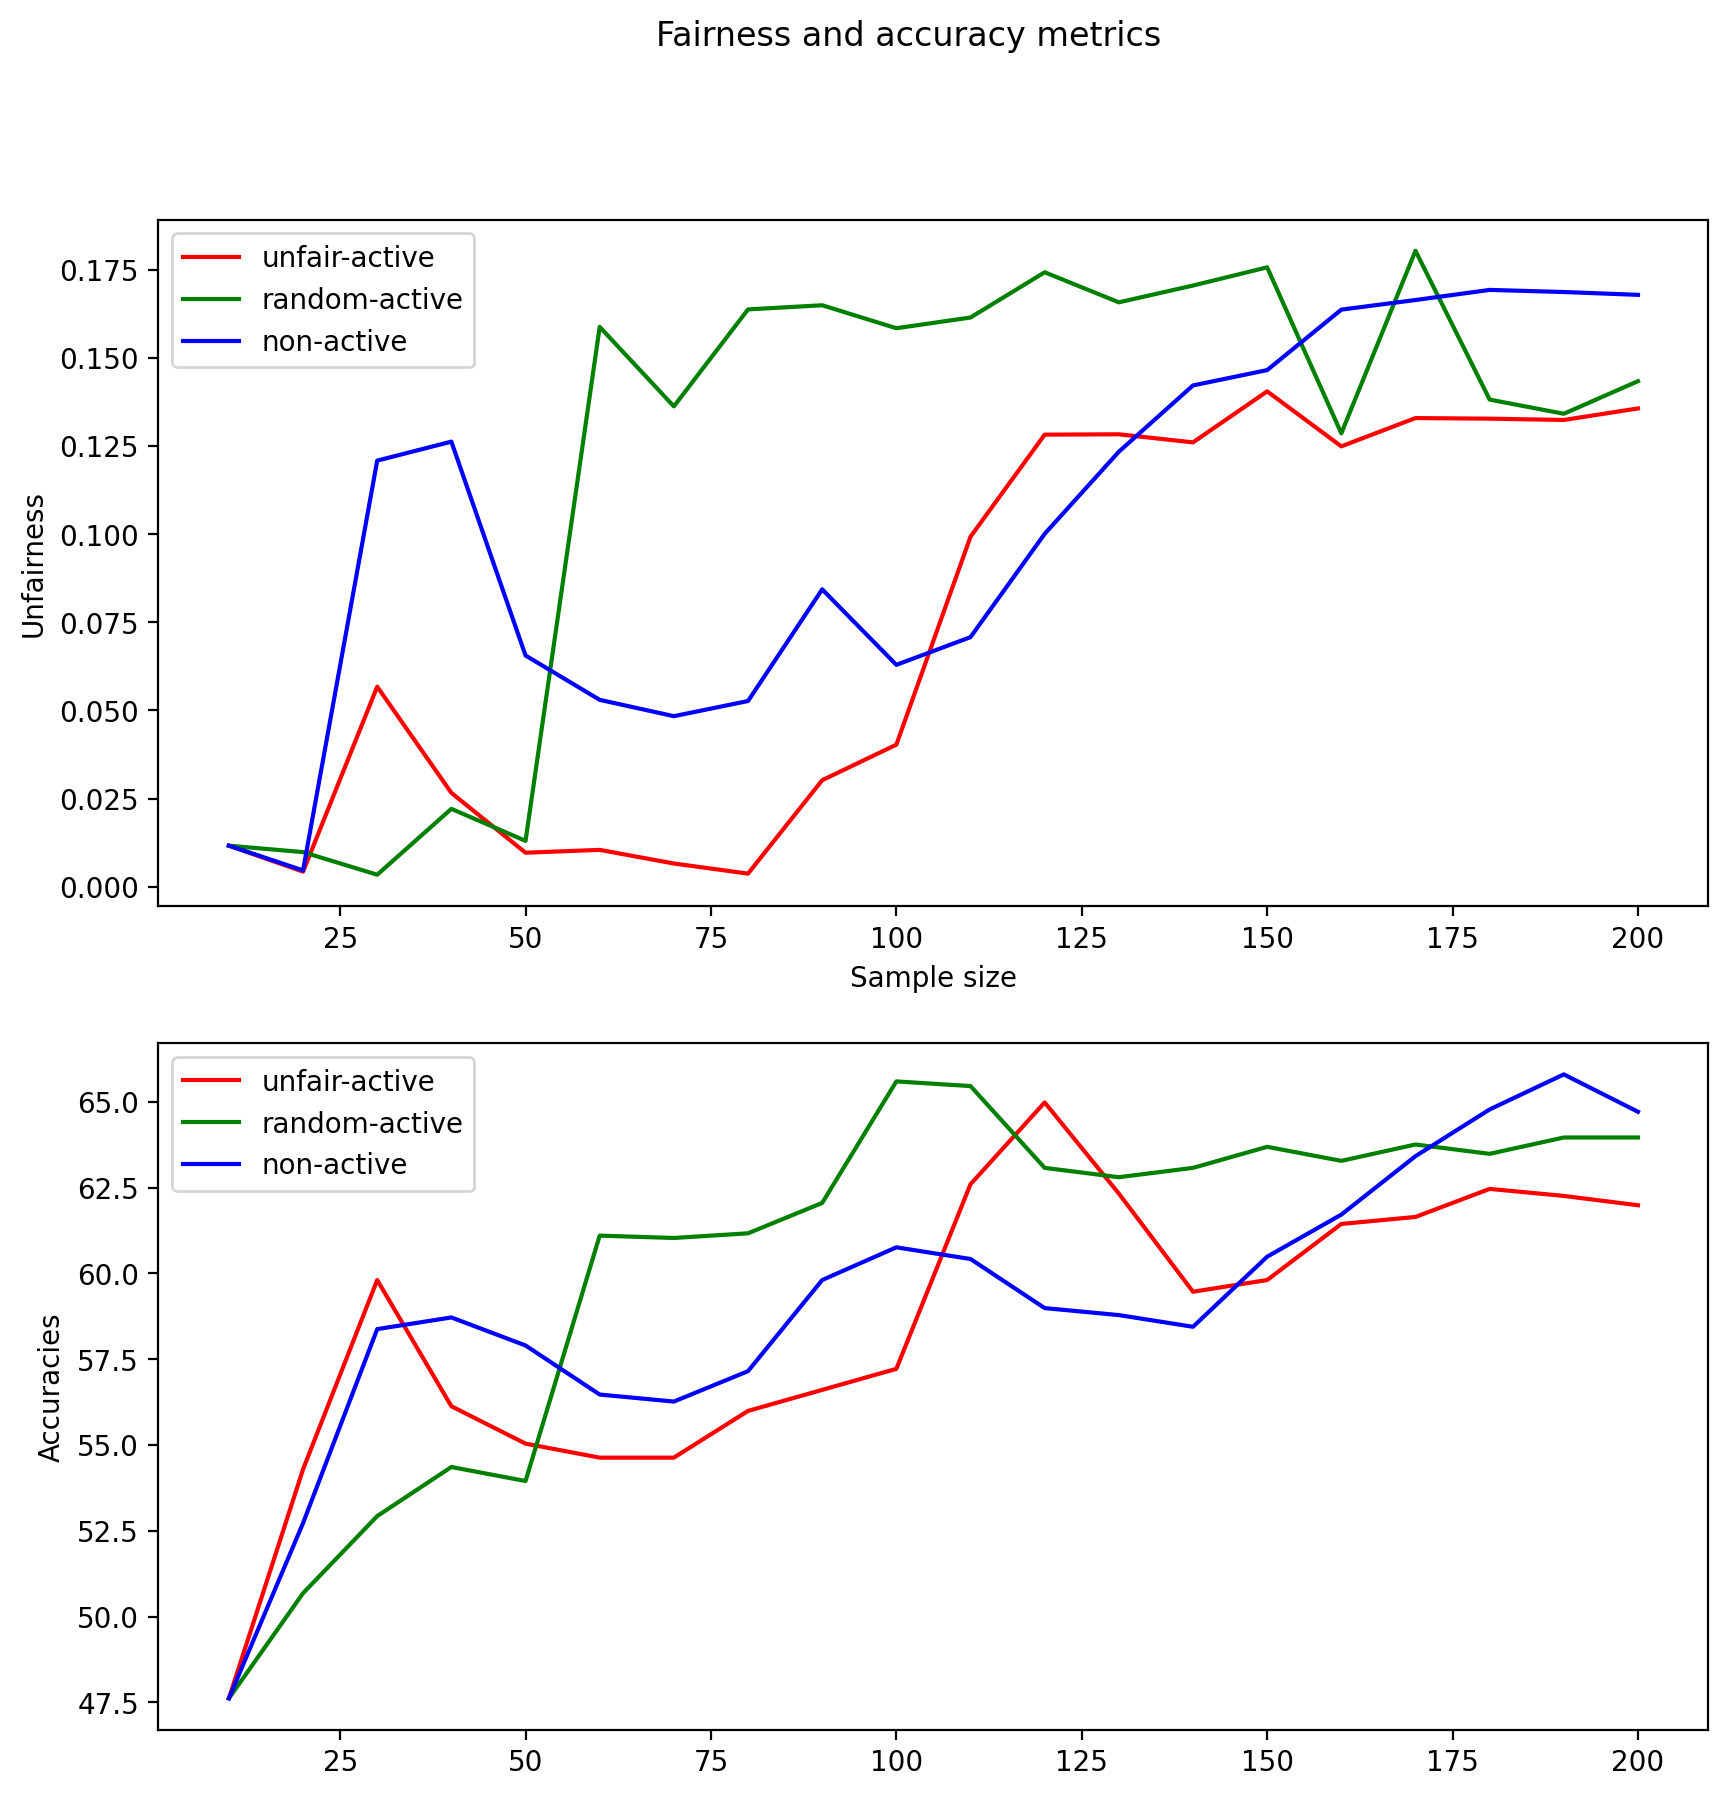 Fairness and accuracy metrics
unfair-active
random-active
non-active
0.175
0.150
0.125
0.100
0.075
0.050
0.025
0.000
Unfairness
25 50 75 100 125 150 175 200
Sample size
unfair-active
random-active
non-active
65.0
62.5
60.0
57.5
55.0
52.5
50.0
47.5
Accuracies
25 50 75 100 125 150 175 200